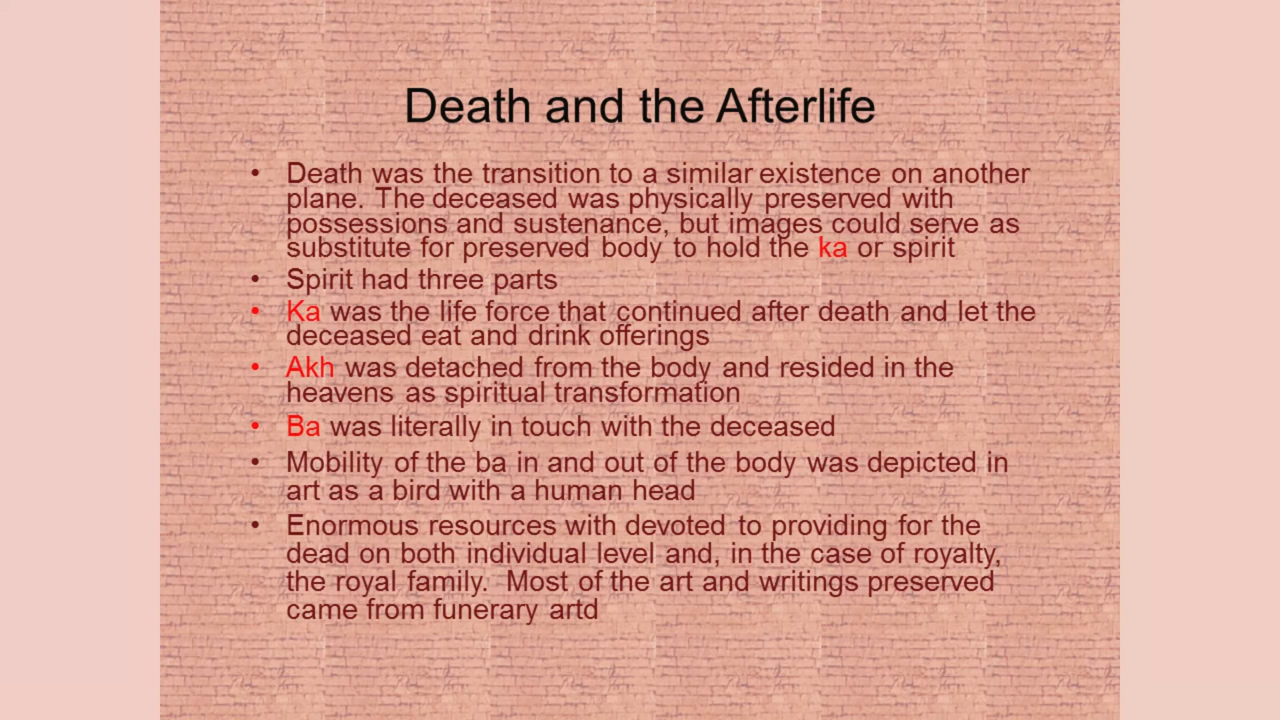 Death and the Afterlife
• Death was the transition to a similar existence on another
plane. The deceased was physically preserved with
possessions and sustenance, but images could serve as
substitute for preserved body to hold the ka or spirit
• Spirit had three parts
• Ka was the life force that continued after death and let the
deceased eat and drink offerings
• Akh was detached from the body and resided in the
heavens as spiritual transformation
• Ba was literally in touch with the deceased
• Mobility of the ba in and out of the body was depicted in
art as a bird with a human head
• Enormous resources with devoted to providing for the
dead on both individual level and, in the case of royalty,
the royal family. Most of the art and writings preserved
came from funerary artd